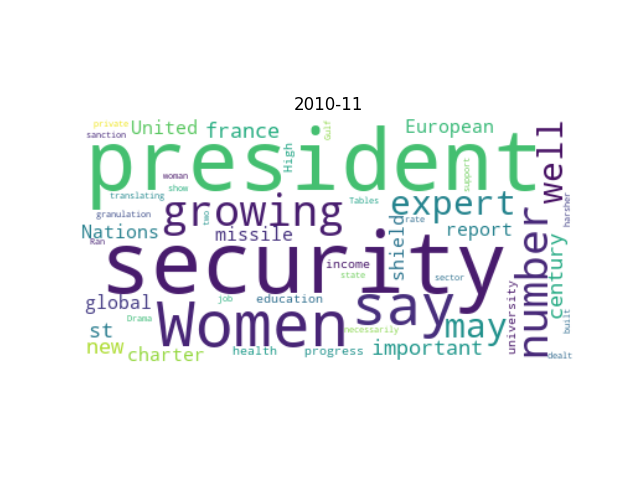 2010-11
private
United
france
High
Gulf
European
sanction
president
well
woman
show
support
translating
growing
two
Tables
expert
rate
harsher
granulation
Nations
Ran
missile
shield
report
number
century
security
income
state
sector
global
job
education
say
university
built
Drama
st
Women
necessarily
may
new
charter
health
progress
important
dealt